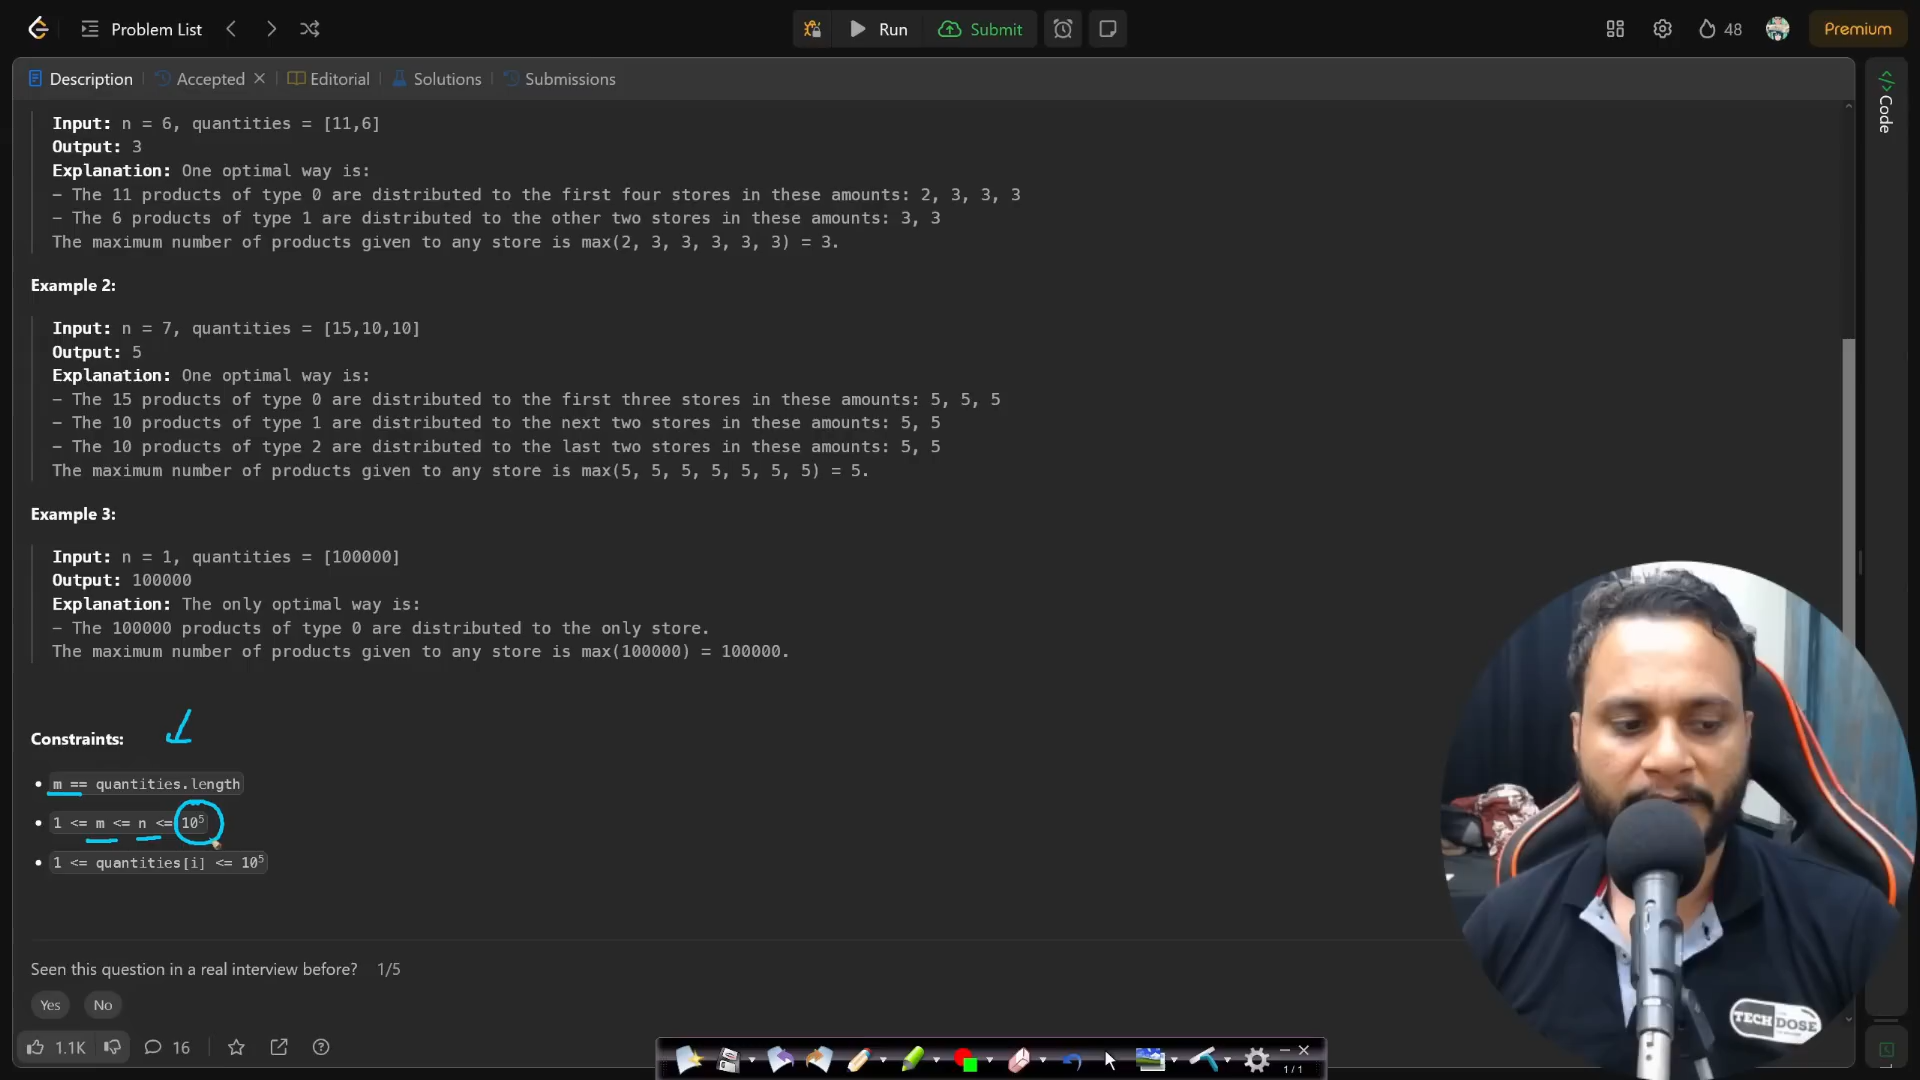 Problem List
Run
Submit
48
Premium
Description
Accepted
Editorial
Solutions
Submissions
Code
Input: n = 6, quantities = [11,6]
Output: 3
Explanation: One optimal way is:
- The 11 products of type 0 are distributed to the first four stores in these amounts: 2, 3, 3, 3
- The 6 products of type 1 are distributed to the other two stores in these amounts: 3, 3
The maximum number of products given to any store is max(2, 3, 3, 3, 3, 3) = 3.
Example 2:
Input: n = 7, quantities = [15,10,10]
Output: 5
Explanation: One optimal way is:
- The 15 products of type 0 are distributed to the first three stores in these amounts: 5, 5, 5
- The 10 products of type 1 are distributed to the next two stores in these amounts: 5, 5
- The 10 products of type 2 are distributed to the last two stores in these amounts: 5, 5
The maximum number of products given to any store is max(5, 5, 5, 5, 5, 5, 5) = 5.
Example 3:
Input: n = 1, quantities = [100000]
Output: 100000
Explanation: The only optimal way is:
- The 100000 products of type 0 are distributed to the only store.
The maximum number of products given to any store is max(100000) = 100000.
Constraints:
• m == quantities.length
• 1 <= m <= n <= 10⁵
• 1 <= quantities[i] <= 10⁵
Seen this question in a real interview before? 1/5
Yes
No
1.1K
16
1/1
TECH DOSE